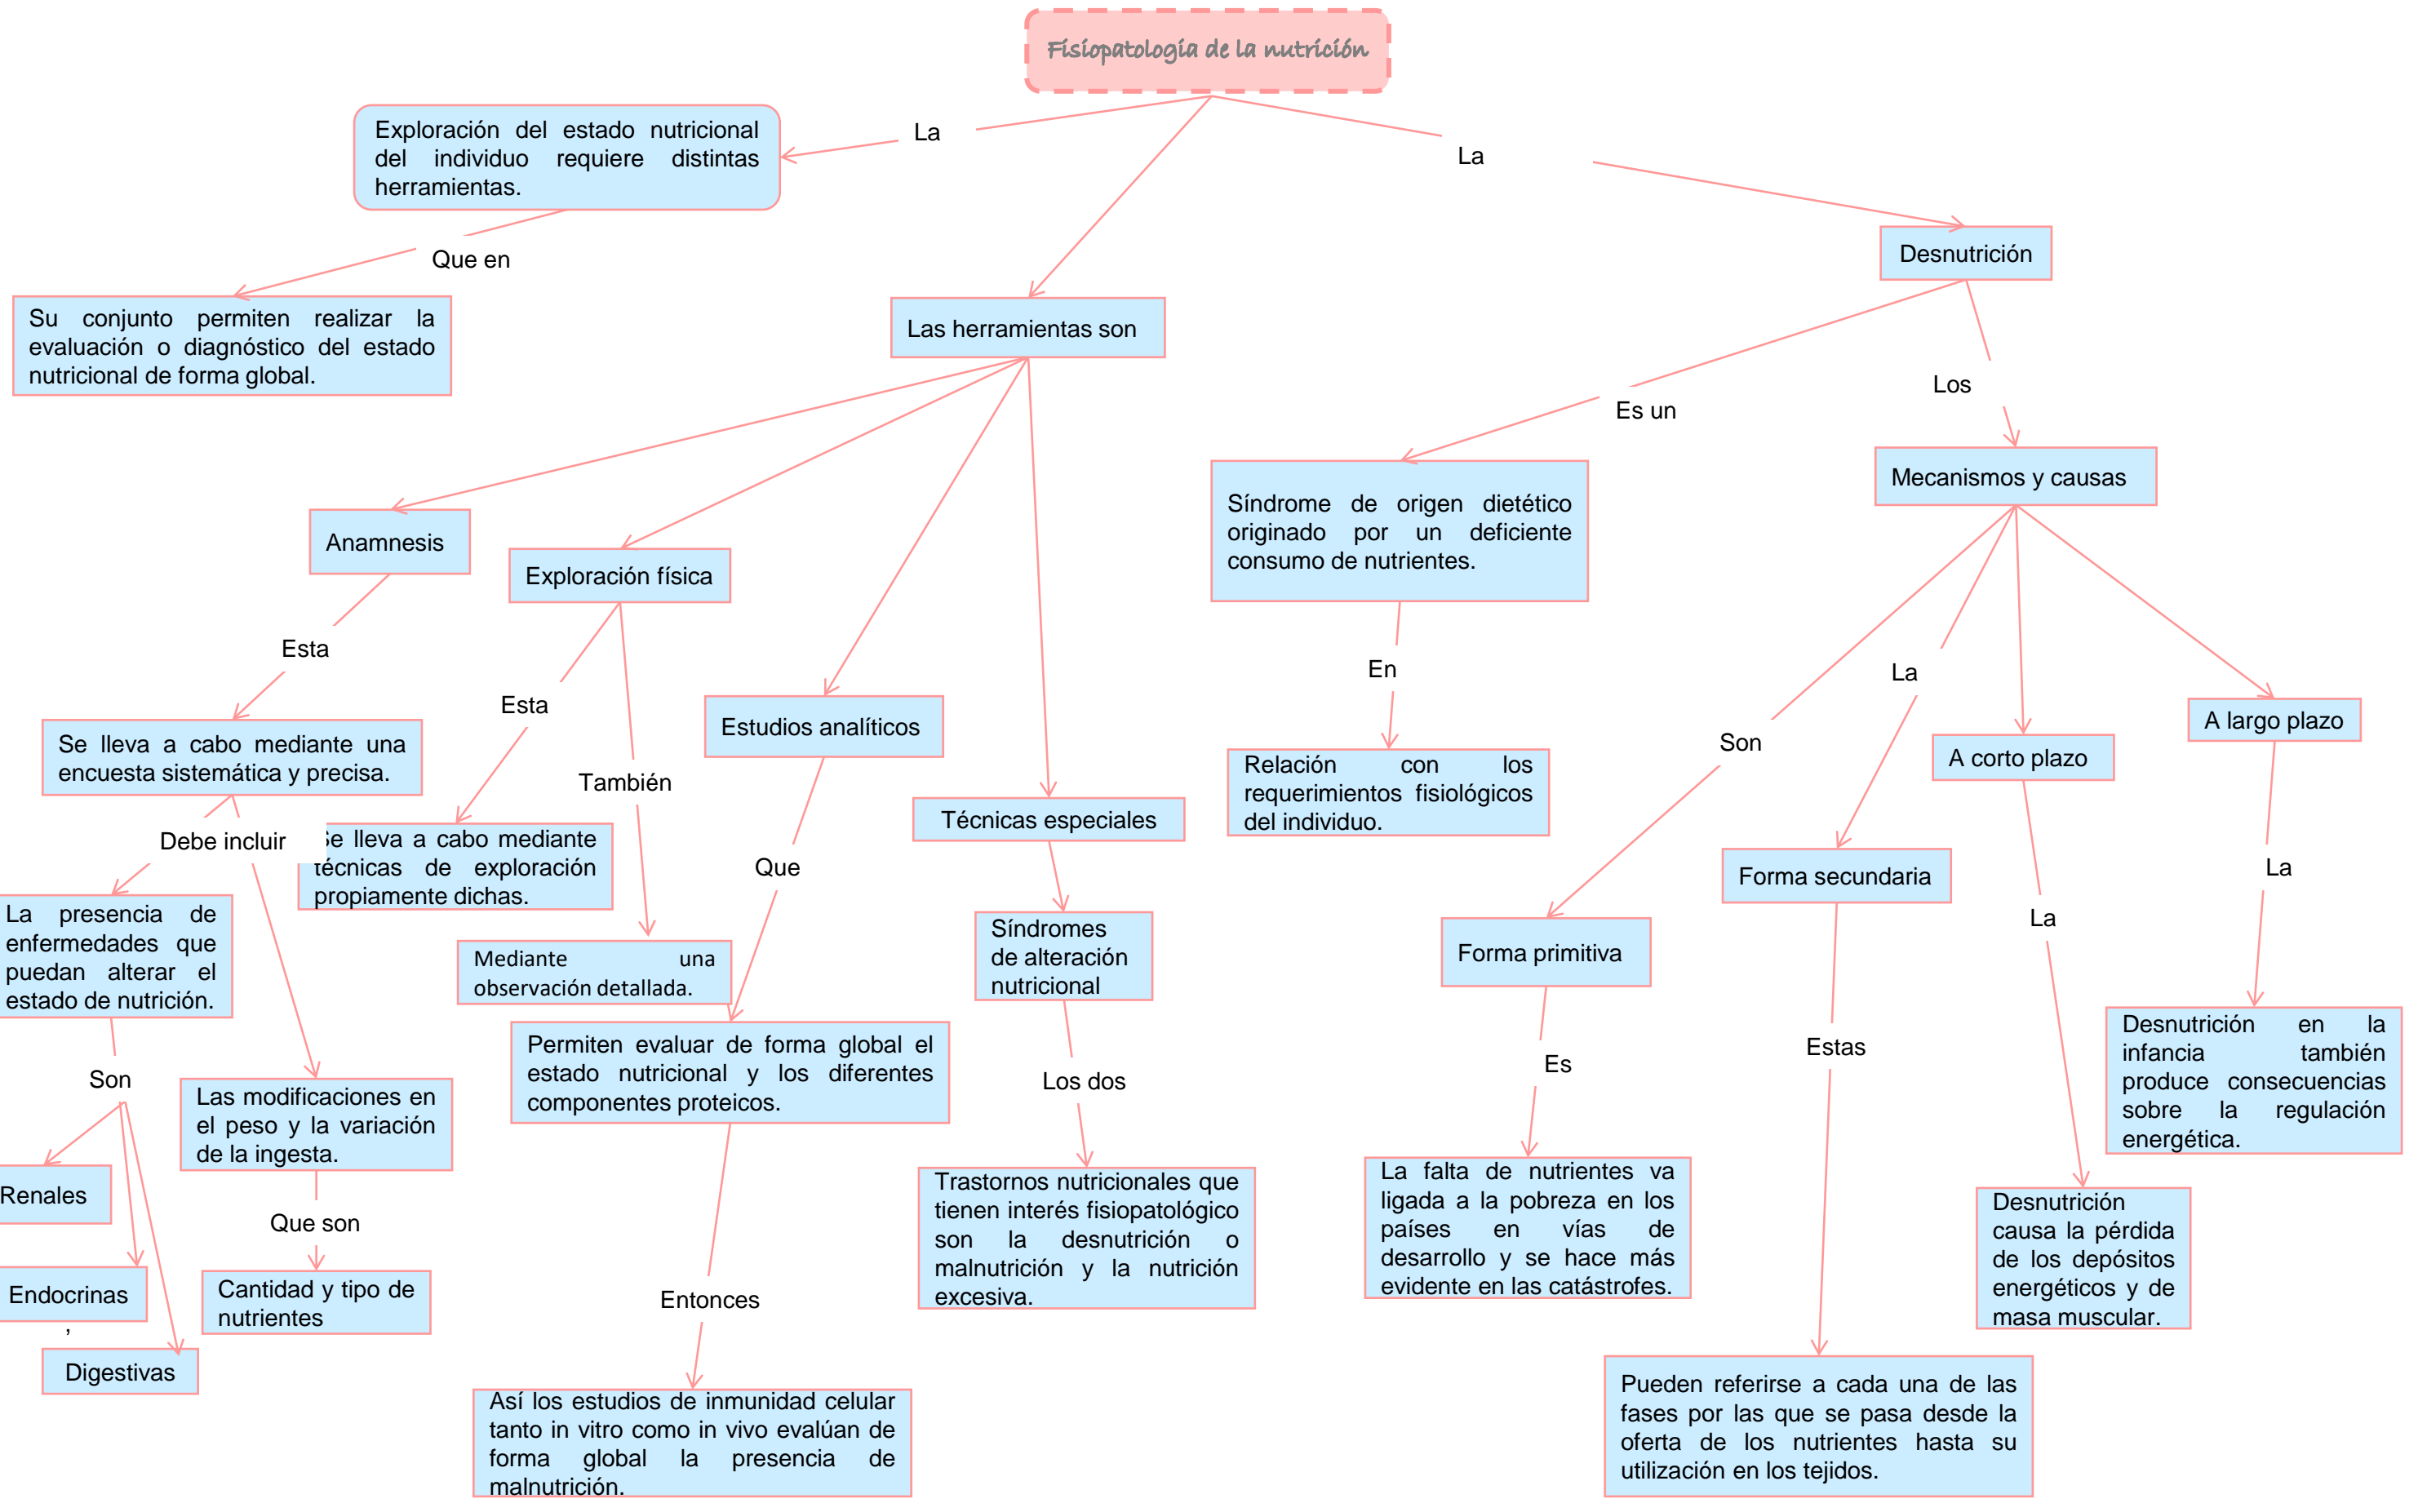 Fisiopatología de la nutrición
La
Exploración del estado nutricional
del individuo requiere distintas
herramientas.
Que en
Su conjunto permiten realizar la
evaluación o diagnóstico del estado
nutricional de forma global.
Las herramientas son
Anamnesis
Esta
Se lleva a cabo mediante una
encuesta sistemática y precisa.
Debe incluir
La presencia de
enfermedades que
puedan alterar el
estado de nutrición.
Son
Renales
Endocrinas
,
Digestivas
Las modificaciones en
el peso y la variación
de la ingesta.
Que son
Cantidad y tipo de
nutrientes
Exploración física
Esta
Se lleva a cabo mediante
técnicas de exploración
propiamente dichas.
También
Mediante una
observación detallada.
Estudios analíticos
Que
Permiten evaluar de forma global el
estado nutricional y los diferentes
componentes proteicos.
Entonces
Así los estudios de inmunidad celular
tanto in vitro como in vivo evalúan de
forma global la presencia de
malnutrición.
Técnicas especiales
Síndromes
de alteración
nutricional
Los dos
Trastornos nutricionales que
tienen interés fisiopatológico
son la desnutrición o
malnutrición y la nutrición
excesiva.
La
Desnutrición
Es un
Síndrome de origen dietético
originado por un deficiente
consumo de nutrientes.
En
Relación con los
requerimientos fisiológicos
del individuo.
Los
Mecanismos y causas
Son
Forma primitiva
Es
La falta de nutrientes va
ligada a la pobreza en los
países en vías de
desarrollo y se hace más
evidente en las catástrofes.
La
Forma secundaria
Estas
Pueden referirse a cada una de las
fases por las que se pasa desde la
oferta de los nutrientes hasta su
utilización en los tejidos.
A corto plazo
La
Desnutrición
causa la pérdida
de los depósitos
energéticos y de
masa muscular.
A largo plazo
La
Desnutrición en la
infancia también
produce consecuencias
sobre la regulación
energética.